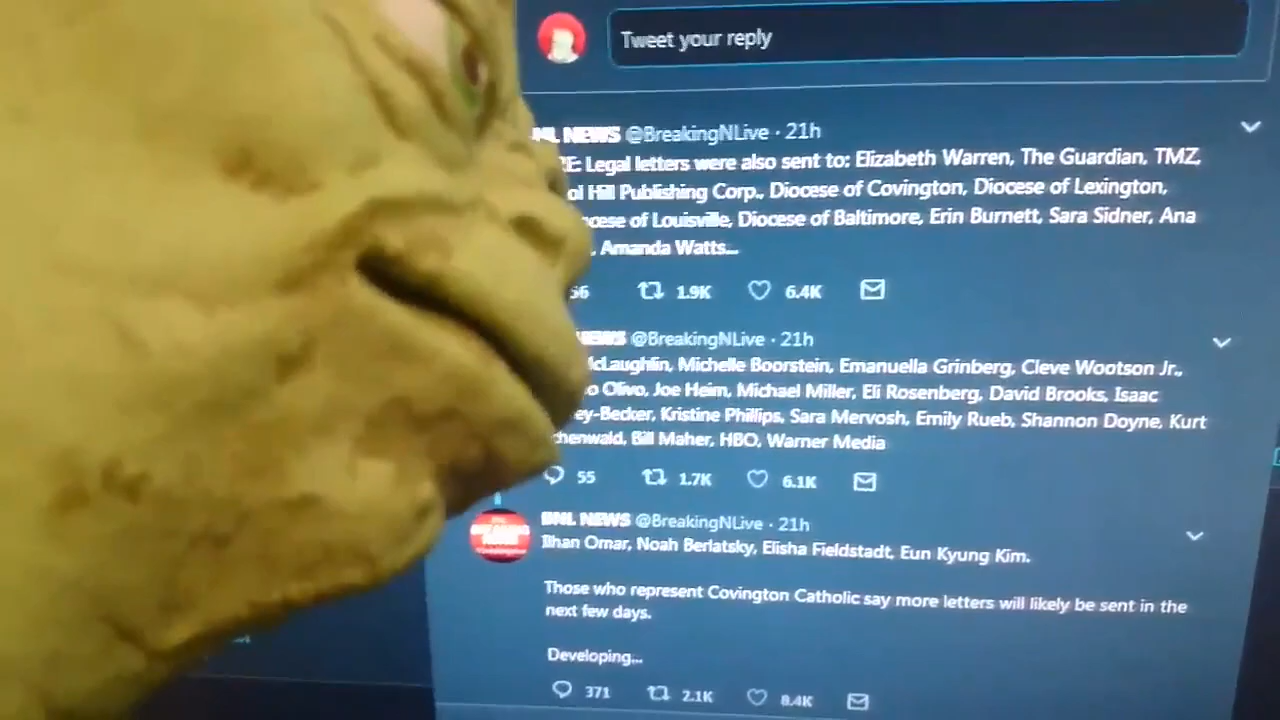 Tweet your reply
NEWS @BreakingNLive · 21h
E: Legal letters were also sent to: Elizabeth Warren, The Guardian, TMZ,
ol Hill Publishing Corp., Diocese of Covington, Diocese of Lexington,
cese of Louisville, Diocese of Baltimore, Erin Burnett, Sara Sidner, Ana
, Amanda Watts...
56 1.9K 6.4K
NEWS @BreakingNLive · 21h
cLaughlin, Michelle Boorstein, Emanuella Grinberg, Cleve Wootson Jr.,
o Olivo, Joe Heim, Michael Miller, Eli Rosenberg, David Brooks, Isaac
ey-Becker, Kristine Phillips, Sara Mervosh, Emily Rueb, Shannon Doyne, Kurt
henwald, Bill Maher, HBO, Warner Media
55 1.7K 6.1K
BNL NEWS @BreakingNLive · 21h
Ilhan Omar, Noah Berlatsky, Elisha Fieldstadt, Eun Kyung Kim.
Those who represent Covington Catholic say more letters will likely be sent in the
next few days.
Developing...
371 2.1K 8.4K